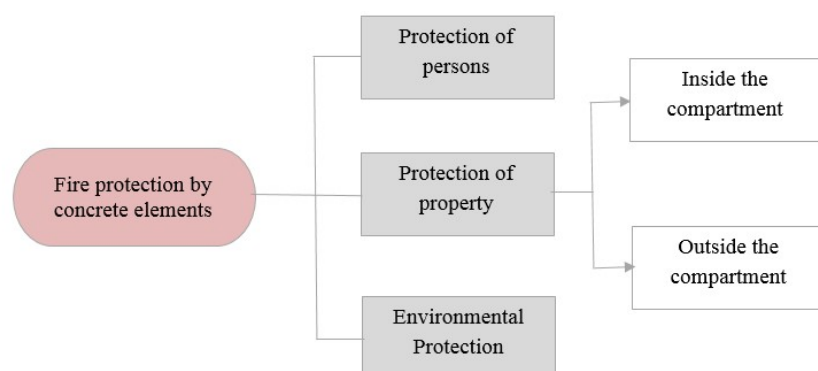 Fire protection by
concrete elements
Protection of
persons
Protection of
property
Environmental
Protection
Inside the
compartment
Outside the
compartment